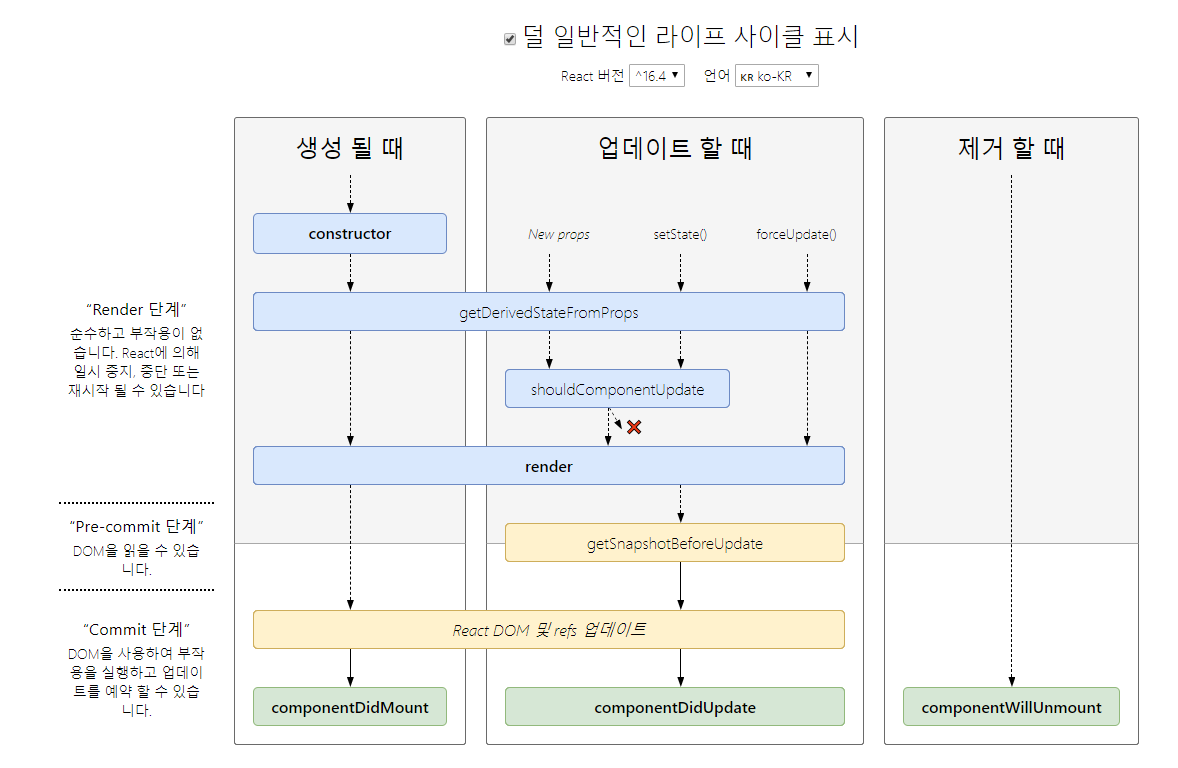 덜 일반적인 라이프 사이클 표시
React 버전 ^16.4 언어 KR ko-KR
생성 될 때
업데이트 할 때
제거 할 때
constructor
New props
setState()
forceUpdate()
“Render 단계”
순수하고 부작용이 없
습니다. React에 의해
일시 중지, 중단 또는
재시작 될 수 있습니다
getDerivedStateFromProps
shouldComponentUpdate
render
“Pre-commit 단계”
DOM을 읽을 수 있습
니다.
getSnapshotBeforeUpdate
“Commit 단계”
DOM을 사용하여 부작
용을 실행하고 업데이
트를 예약 할 수 있습
니다.
React DOM 및 refs 업데이트
componentDidMount
componentDidUpdate
componentWillUnmount